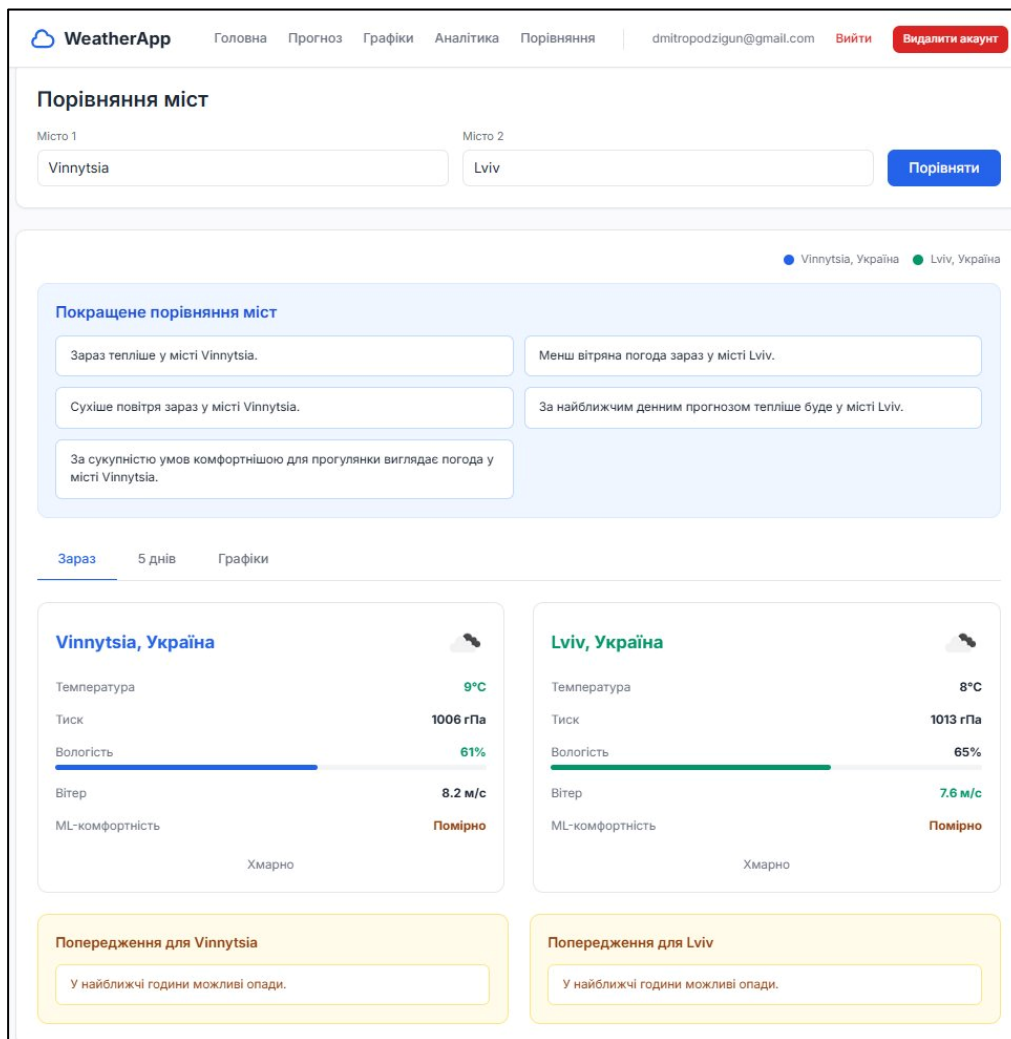 WeatherApp Головна Прогноз Графіки Аналітика Порівняння dmitropodzigun@gmail.com Вийти Видалити акаунт
Порівняння міст
Місто 1 Місто 2
Vinnytsia Lviv Порівняти
Vinnytsia, Україна Lviv, Україна
Покращене порівняння міст
Зараз тепліше у місті Vinnytsia. Менш вітряна погода зараз у місті Lviv.
Сухіше повітря зараз у місті Vinnytsia. За найближчим денним прогнозом тепліше буде у місті Lviv.
За сукупністю умов комфортнішою для прогулянки виглядає погода у
місті Vinnytsia.
Зараз 5 днів Графіки
Vinnytsia, Україна Lviv, Україна
Температура 9°C Температура 8°C
Тиск 1006 гПа Тиск 1013 гПа
Вологість 61% Вологість 65%
Вітер 8.2 м/с Вітер 7.6 м/с
ML-комфортність Помірно ML-комфортність Помірно
Хмарно Хмарно
Попередження для Vinnytsia Попередження для Lviv
У найближчі години можливі опади. У найближчі години можливі опади.